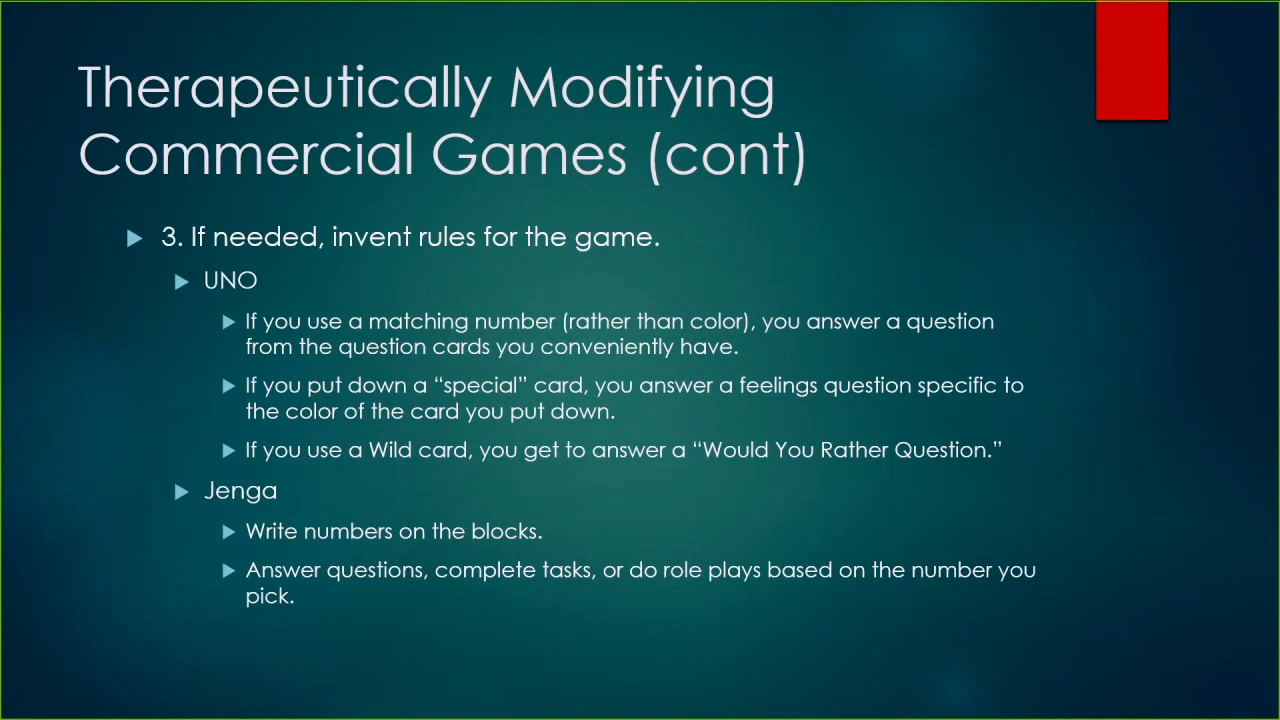 Therapeutically Modifying
Commercial Games (cont)
3. If needed, invent rules for the game.
UNO
If you use a matching number (rather than color), you answer a question
from the question cards you conveniently have.
If you put down a “special” card, you answer a feelings question specific to
the color of the card you put down.
If you use a Wild card, you get to answer a “Would You Rather Question.”
Jenga
Write numbers on the blocks.
Answer questions, complete tasks, or do role plays based on the number you
pick.